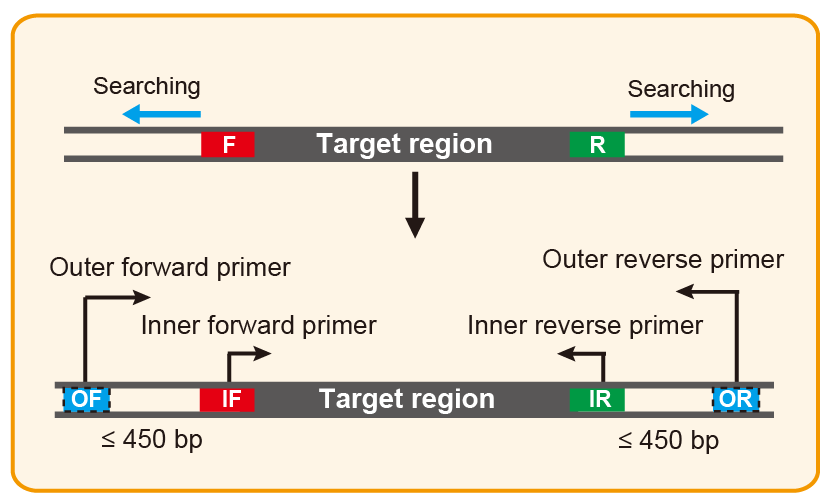 Searching
Searching
F
Target region
R
Outer forward primer
Outer reverse primer
Inner forward primer
Inner reverse primer
OF
IF
Target region
IR
OR
≤ 450 bp
≤ 450 bp